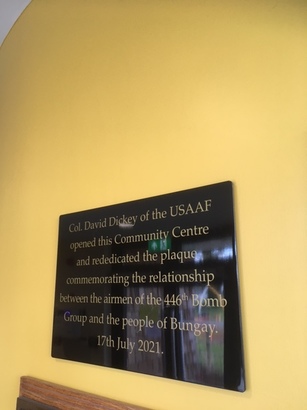 Col. David Dickey of the USAAF
opened this Community Centre
and rededicated the plaque
commemorating the relationship
between the airmen of the 446th Bomb
Group and the people of Bungay.
17th July 2021.